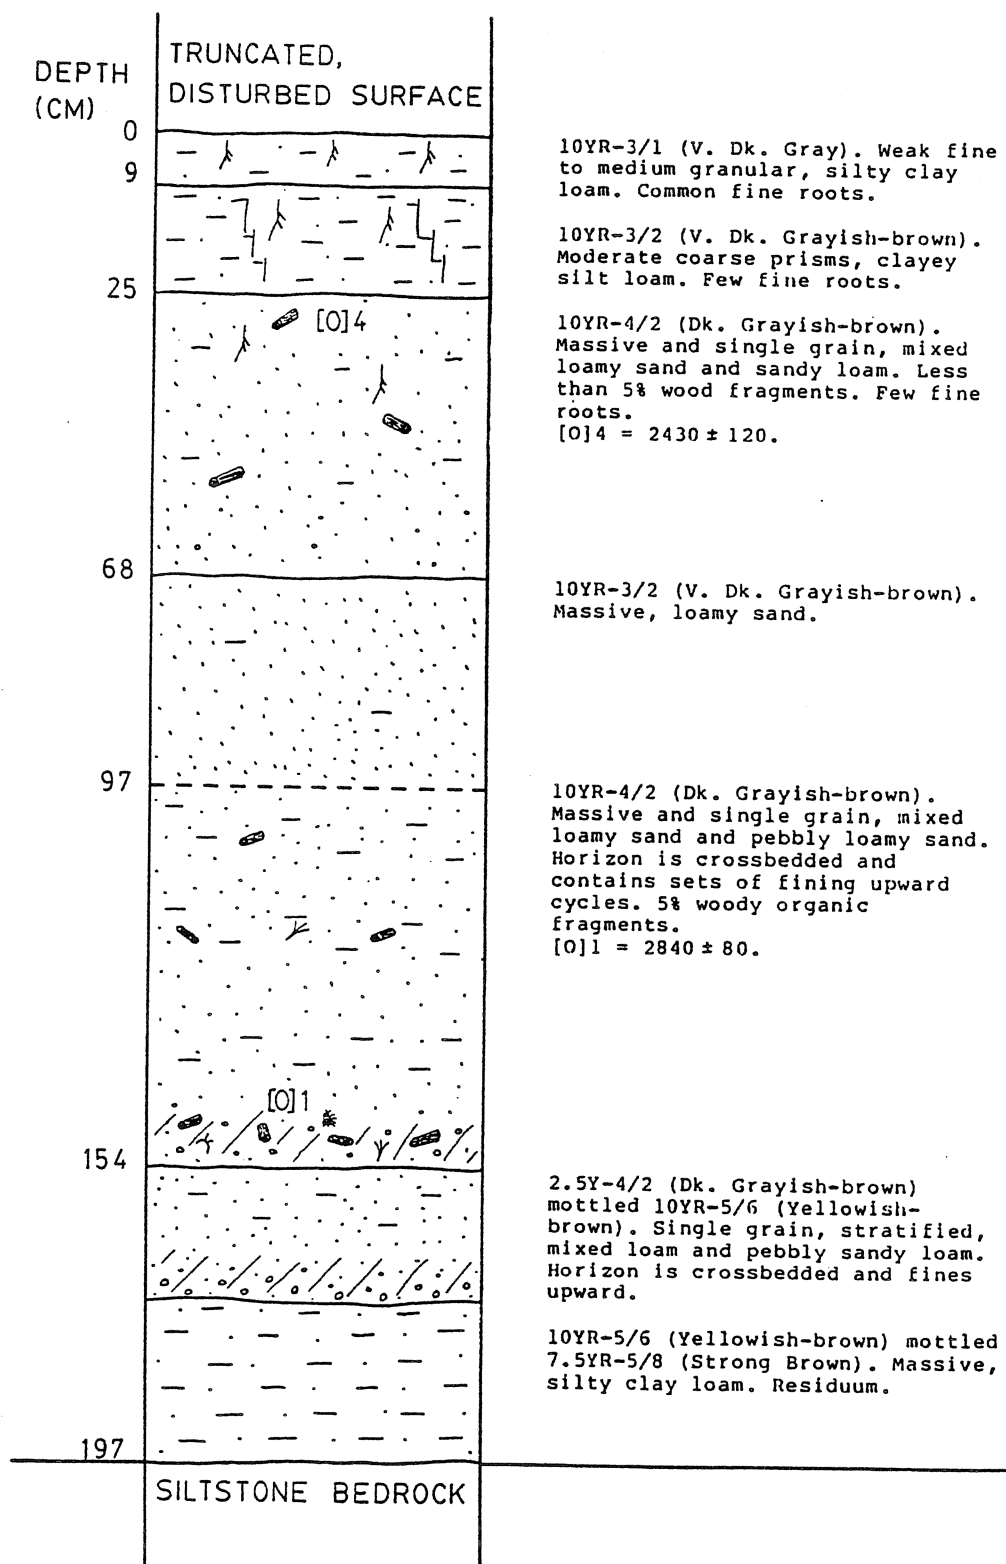 DEPTH
(CM)
TRUNCATED,
DISTURBED SURFACE
0
9
25
68
97
154
197
[O]4
[O]1
SILTSTONE BEDROCK
10YR-3/1 (V. Dk. Gray). Weak fine
to medium granular, silty clay
loam. Common fine roots.
10YR-3/2 (V. Dk. Grayish-brown).
Moderate coarse prisms, clayey
silt loam. Few fine roots.
10YR-4/2 (Dk. Grayish-brown).
Massive and single grain, mixed
loamy sand and sandy loam. Less
than 5% wood fragments. Few fine
roots.
[O]4 = 2430 ± 120.
10YR-3/2 (V. Dk. Grayish-brown).
Massive, loamy sand.
10YR-4/2 (Dk. Grayish-brown).
Massive and single grain, mixed
loamy sand and pebbly loamy sand.
Horizon is crossbedded and
contains sets of fining upward
cycles. 5% woody organic
fragments.
[O]1 = 2840 ± 80.
2.5Y-4/2 (Dk. Grayish-brown)
mottled 10YR-5/6 (Yellowish-
brown). Single grain, stratified,
mixed loam and pebbly sandy loam.
Horizon is crossbedded and fines
upward.
10YR-5/6 (Yellowish-brown) mottled
7.5YR-5/8 (Strong Brown). Massive,
silty clay loam. Residuum.